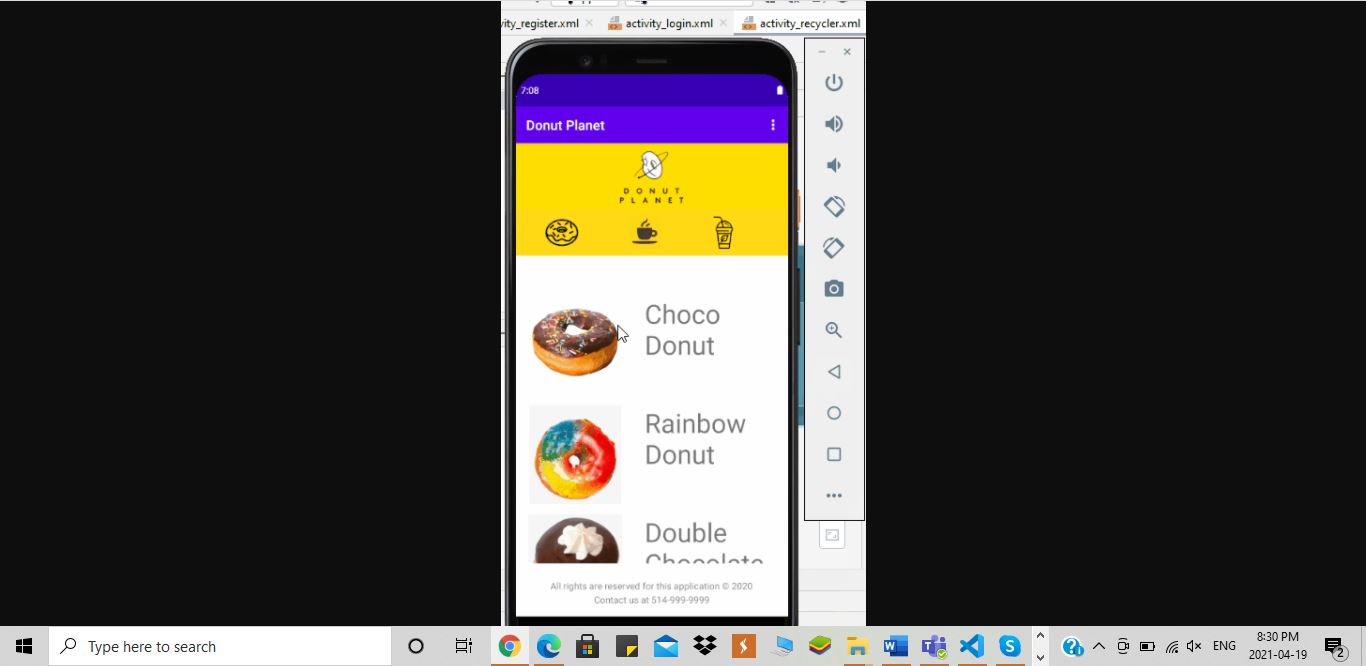 ity_register.xml
activity_login.xml
activity_recycler.xml
7:08
Donut Planet
DONUT
PLANET
Choco
Donut
Rainbow
Donut
Double
Chocolate
All rights are reserved for this application © 2020
Contact us at 514-999-9999
Type here to search
ENG
8:30 PM
2021-04-19
2